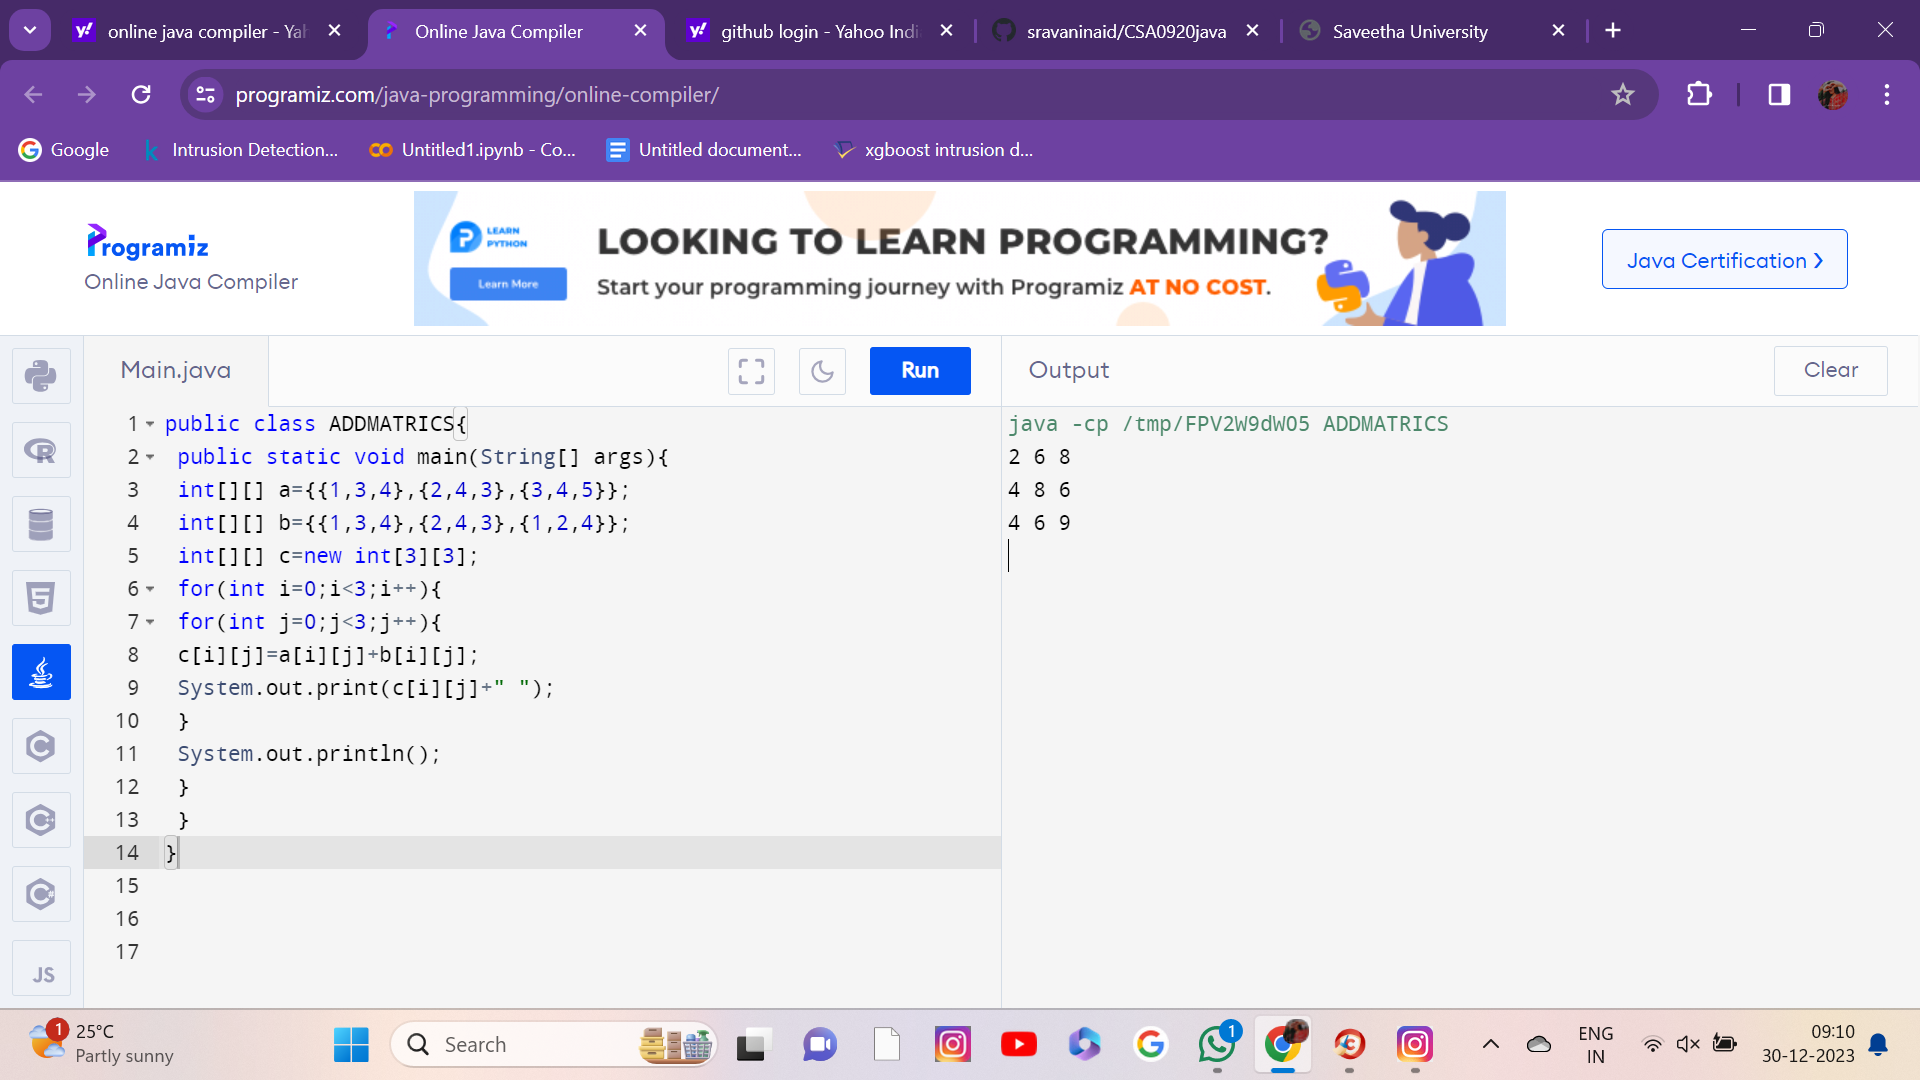 online java compiler - Yah
Online Java Compiler
github login - Yahoo Indi
sravaninaid/CSA0920java
Saveetha University
programiz.com/java-programming/online-compiler/
Google
Intrusion Detection...
Untitled1.ipynb - Co...
Untitled document...
xgboost intrusion d...
Programiz
Online Java Compiler
LEARN
PYTHON
Learn More
LOOKING TO LEARN PROGRAMMING?
Start your programming journey with Programiz AT NO COST.
Java Certification
Main.java
Run
Output
Clear
1 public class ADDMATRICS{
2 public static void main(String[] args){
3 int[][] a={{1,3,4},{2,4,3},{3,4,5}};
4 int[][] b={{1,3,4},{2,4,3},{1,2,4}};
5 int[][] c=new int[3][3];
6 for(int i=0;i<3;i++){
7 for(int j=0;j<3;j++){
8 c[i][j]=a[i][j]+b[i][j];
9 System.out.print(c[i][j]+" ");
10 }
11 System.out.println();
12 }
13 }
14 }
15
16
17
java -cp /tmp/FPV2W9dWO5 ADDMATRICS
2 6 8
4 8 6
4 6 9
JS
1
25°C
Partly sunny
Search
1
ENG
IN
09:10
30-12-2023